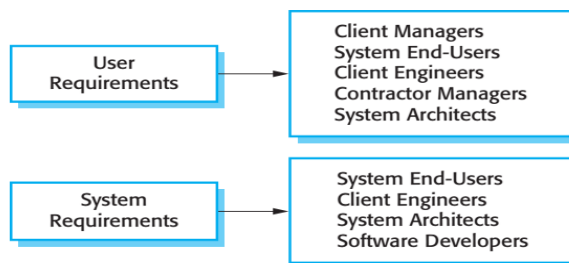 User
Requirements
Client Managers
System End-Users
Client Engineers
Contractor Managers
System Architects
System
Requirements
System End-Users
Client Engineers
System Architects
Software Developers